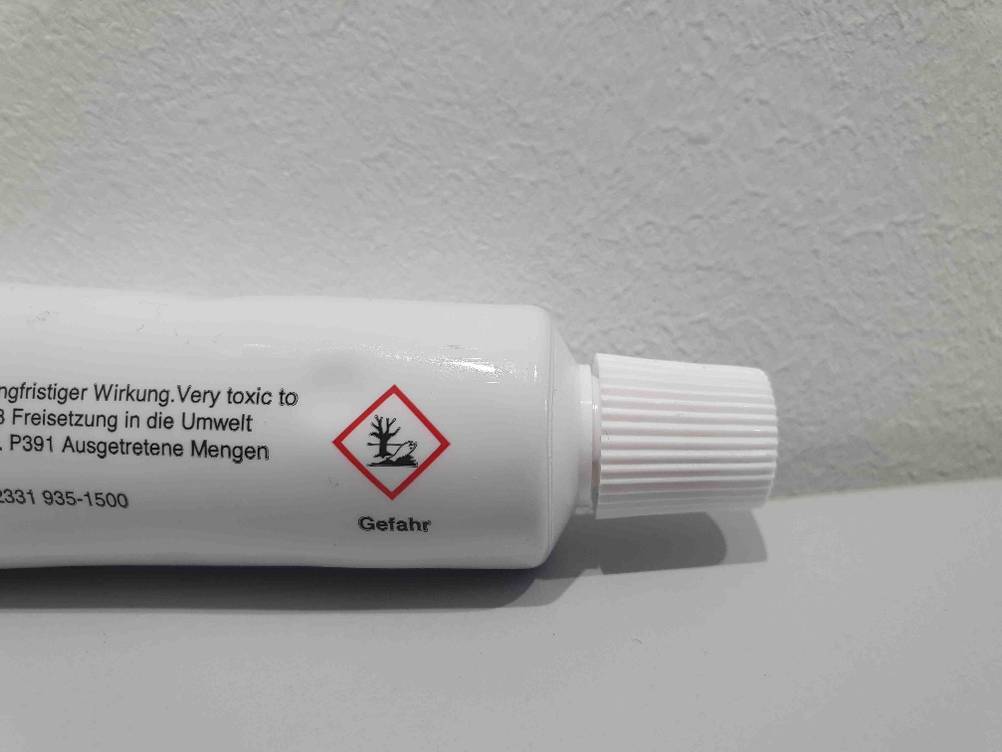 ngfristiger Wirkung.Very toxic to
3 Freisetzung in die Umwelt
. P391 Ausgetretene Mengen
2331 935-1500
Gefahr